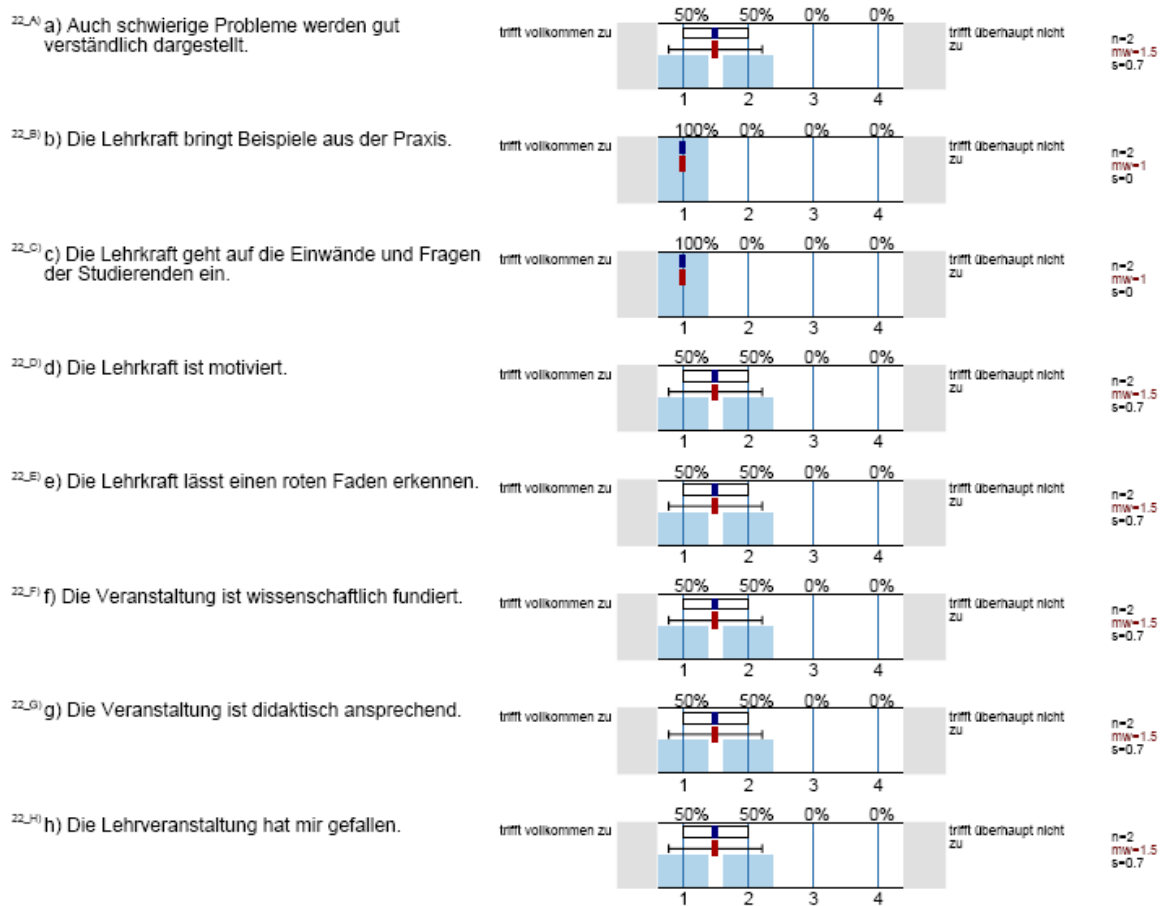 22_A) a) Auch schwierige Probleme werden gut
verständlich dargestellt.
trifft vollkommen zu
50% 50% 0% 0%
1 2 3 4
trifft überhaupt nicht
zu
n=2
mw=1.5
s=0.7
22_B) b) Die Lehrkraft bringt Beispiele aus der Praxis.
trifft vollkommen zu
100% 0% 0% 0%
1 2 3 4
trifft überhaupt nicht
zu
n=2
mw=1
s=0
22_C) c) Die Lehrkraft geht auf die Einwände und Fragen
der Studierenden ein.
trifft vollkommen zu
100% 0% 0% 0%
1 2 3 4
trifft überhaupt nicht
zu
n=2
mw=1
s=0
22_D) d) Die Lehrkraft ist motiviert.
trifft vollkommen zu
50% 50% 0% 0%
1 2 3 4
trifft überhaupt nicht
zu
n=2
mw=1.5
s=0.7
22_E) e) Die Lehrkraft lässt einen roten Faden erkennen.
trifft vollkommen zu
50% 50% 0% 0%
1 2 3 4
trifft überhaupt nicht
zu
n=2
mw=1.5
s=0.7
22_F) f) Die Veranstaltung ist wissenschaftlich fundiert.
trifft vollkommen zu
50% 50% 0% 0%
1 2 3 4
trifft überhaupt nicht
zu
n=2
mw=1.5
s=0.7
22_G) g) Die Veranstaltung ist didaktisch ansprechend.
trifft vollkommen zu
50% 50% 0% 0%
1 2 3 4
trifft überhaupt nicht
zu
n=2
mw=1.5
s=0.7
22_H) h) Die Lehrveranstaltung hat mir gefallen.
trifft vollkommen zu
50% 50% 0% 0%
1 2 3 4
trifft überhaupt nicht
zu
n=2
mw=1.5
s=0.7